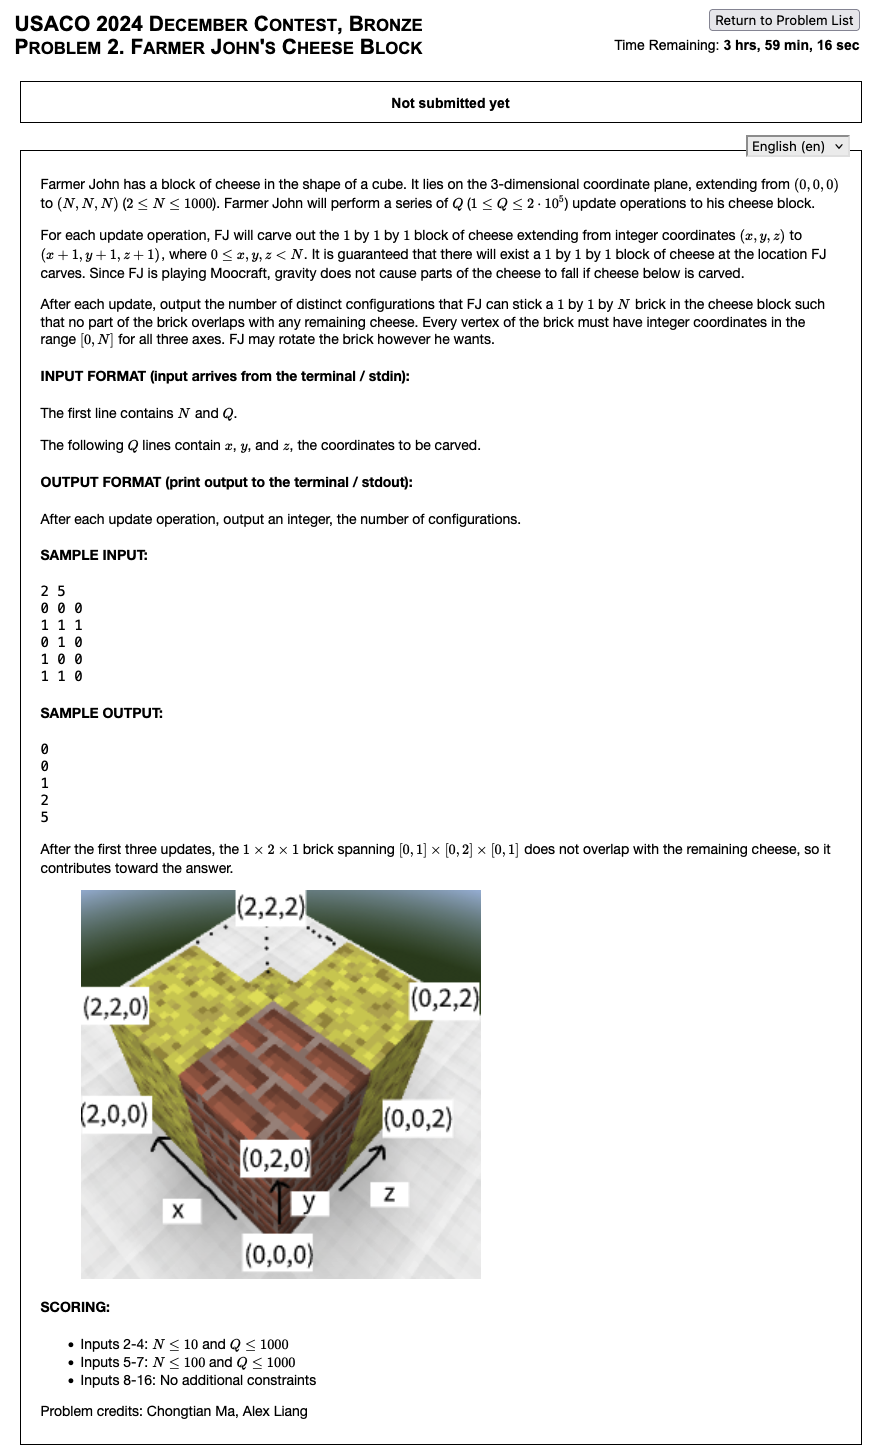 USACO 2024 DECEMBER CONTEST, BRONZE
PROBLEM 2. FARMER JOHN'S CHEESE BLOCK
Return to Problem List
Time Remaining: 3 hrs, 59 min, 16 sec
Not submitted yet
English (en)
Farmer John has a block of cheese in the shape of a cube. It lies on the 3-dimensional coordinate plane, extending from (0, 0, 0)
to (N, N, N) (2 ≤ N ≤ 1000). Farmer John will perform a series of Q (1 ≤ Q ≤ 2 · 10⁵) update operations to his cheese block.
For each update operation, FJ will carve out the 1 by 1 by 1 block of cheese extending from integer coordinates (x, y, z) to
(x + 1, y + 1, z + 1), where 0 ≤ x, y, z < N. It is guaranteed that there will exist a 1 by 1 by 1 block of cheese at the location FJ
carves. Since FJ is playing Moocraft, gravity does not cause parts of the cheese to fall if cheese below is carved.
After each update, output the number of distinct configurations that FJ can stick a 1 by 1 by N brick in the cheese block such
that no part of the brick overlaps with any remaining cheese. Every vertex of the brick must have integer coordinates in the
range [0, N] for all three axes. FJ may rotate the brick however he wants.
INPUT FORMAT (input arrives from the terminal / stdin):
The first line contains N and Q.
The following Q lines contain x, y, and z, the coordinates to be carved.
OUTPUT FORMAT (print output to the terminal / stdout):
After each update operation, output an integer, the number of configurations.
SAMPLE INPUT:
2 5
0 0 0
1 1 1
0 1 0
1 0 0
1 1 0
SAMPLE OUTPUT:
0
0
1
2
5
After the first three updates, the 1 × 2 × 1 brick spanning [0, 1] × [0, 2] × [0, 1] does not overlap with the remaining cheese, so it
contributes toward the answer.
(2,2,2)
(2,2,0)
(0,2,2)
(2,0,0)
(0,0,2)
(0,2,0)
x
y
z
(0,0,0)
SCORING:
• Inputs 2-4: N ≤ 10 and Q ≤ 1000
• Inputs 5-7: N ≤ 100 and Q ≤ 1000
• Inputs 8-16: No additional constraints
Problem credits: Chongtian Ma, Alex Liang